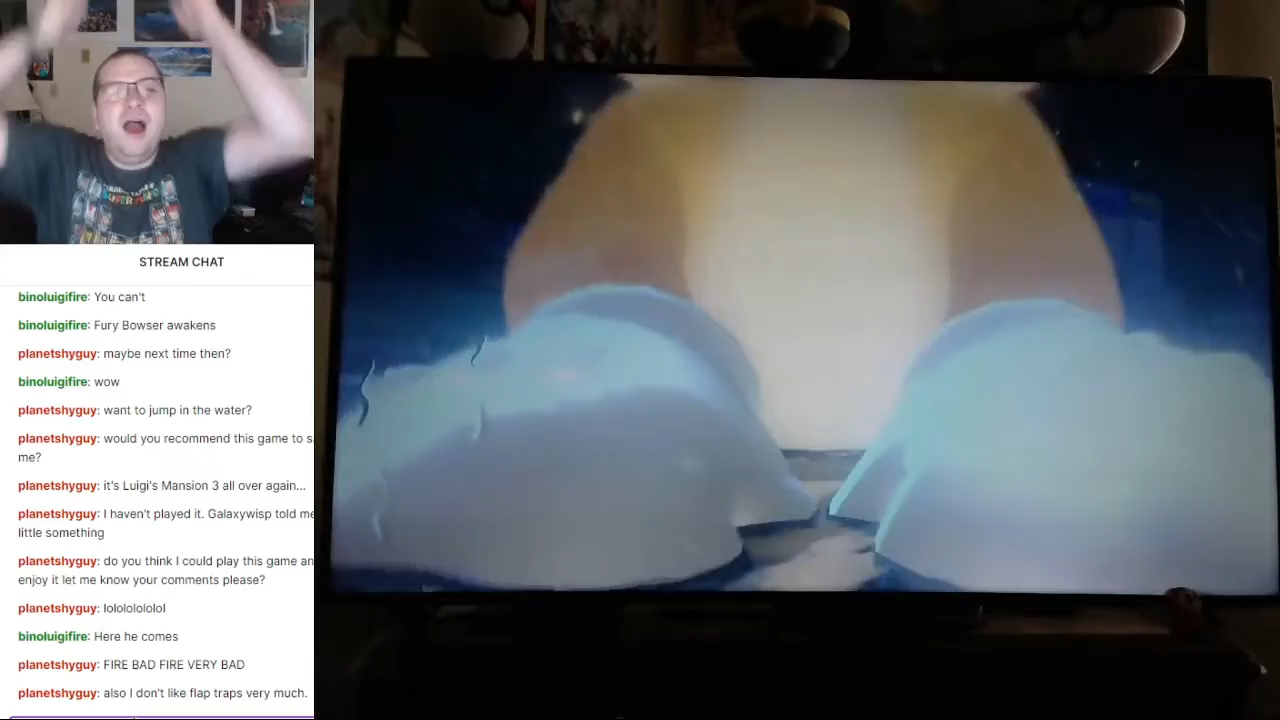 STREAM CHAT
binoluigifire: You can't
binoluigifire: Fury Bowser awakens
planetshyguy: maybe next time then?
binoluigifire: wow
planetshyguy: want to jump in the water?
planetshyguy: would you recommend this game to s
me?
planetshyguy: it's Luigi's Mansion 3 all over again...
planetshyguy: I haven't played it. Galaxywisp told me
little something
planetshyguy: do you think I could play this game an
enjoy it let me know your comments please?
planetshyguy: lolololololol
binoluigifire: Here he comes
planetshyguy: FIRE BAD FIRE VERY BAD
planetshyguy: also I don't like flap traps very much.